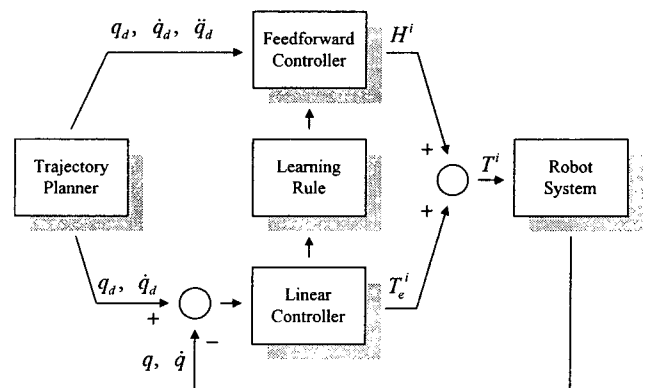 q_d, q̇_d, q̈_d
Feedforward
Controller
H^i
Trajectory
Planner
Learning
Rule
+
+
T^i
Robot
System
q_d, q̇_d
+
−
Linear
Controller
T_e^i
q, q̇